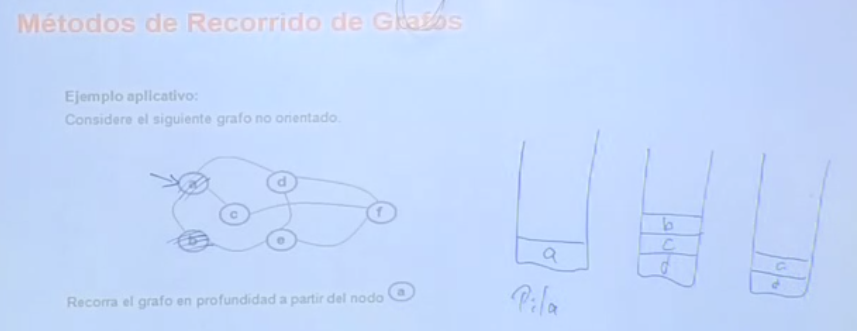 Métodos de Recorrido de Grafos
Ejemplo aplicativo:
Considere el siguiente grafo no orientado.
a
d
c
f
b
e
Recorra el grafo en profundidad a partir del nodo a
a
Pila
b
c
d
c